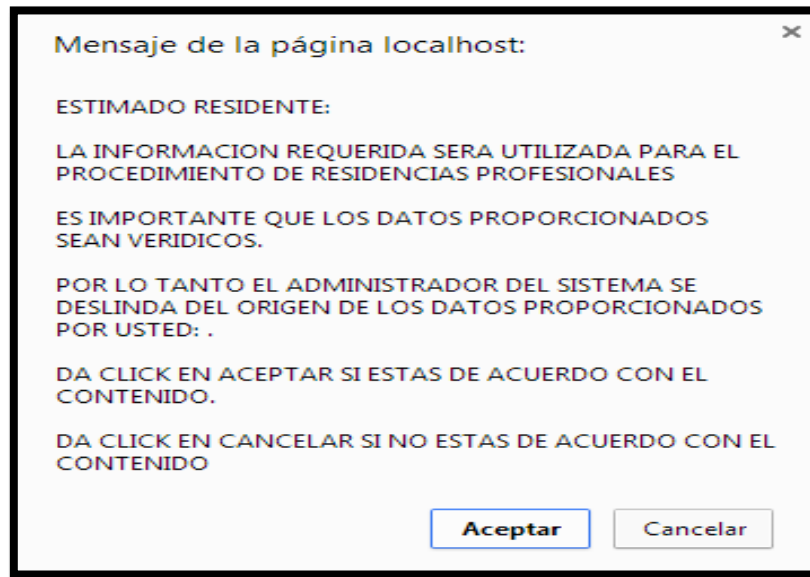 Mensaje de la página localhost:
ESTIMADO RESIDENTE:
LA INFORMACION REQUERIDA SERA UTILIZADA PARA EL
PROCEDIMIENTO DE RESIDENCIAS PROFESIONALES
ES IMPORTANTE QUE LOS DATOS PROPORCIONADOS
SEAN VERIDICOS.
POR LO TANTO EL ADMINISTRADOR DEL SISTEMA SE
DESLINDA DEL ORIGEN DE LOS DATOS PROPORCIONADOS
POR USTED: .
DA CLICK EN ACEPTAR SI ESTAS DE ACUERDO CON EL
CONTENIDO.
DA CLICK EN CANCELAR SI NO ESTAS DE ACUERDO CON EL
CONTENIDO
Aceptar Cancelar